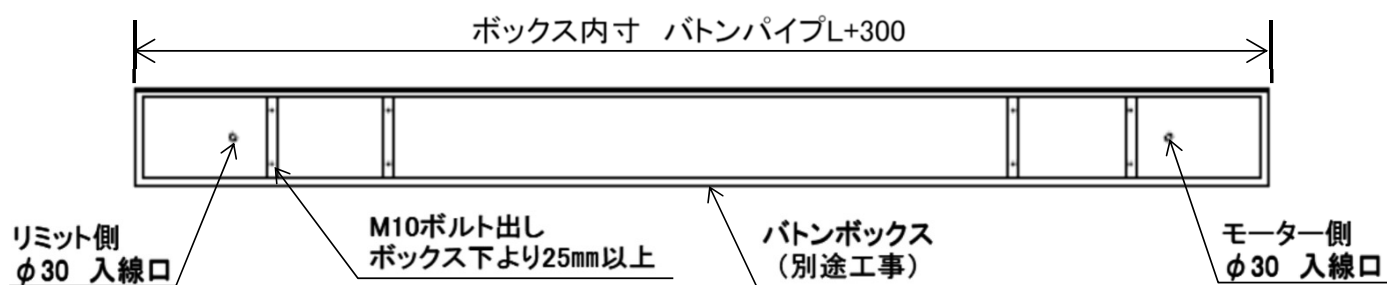 ボックス内寸　バトンパイプL+300
リミット側
φ30　入線口
M10ボルト出し
ボックス下より25mm以上
バトンボックス
（別途工事）
モーター側
φ30　入線口